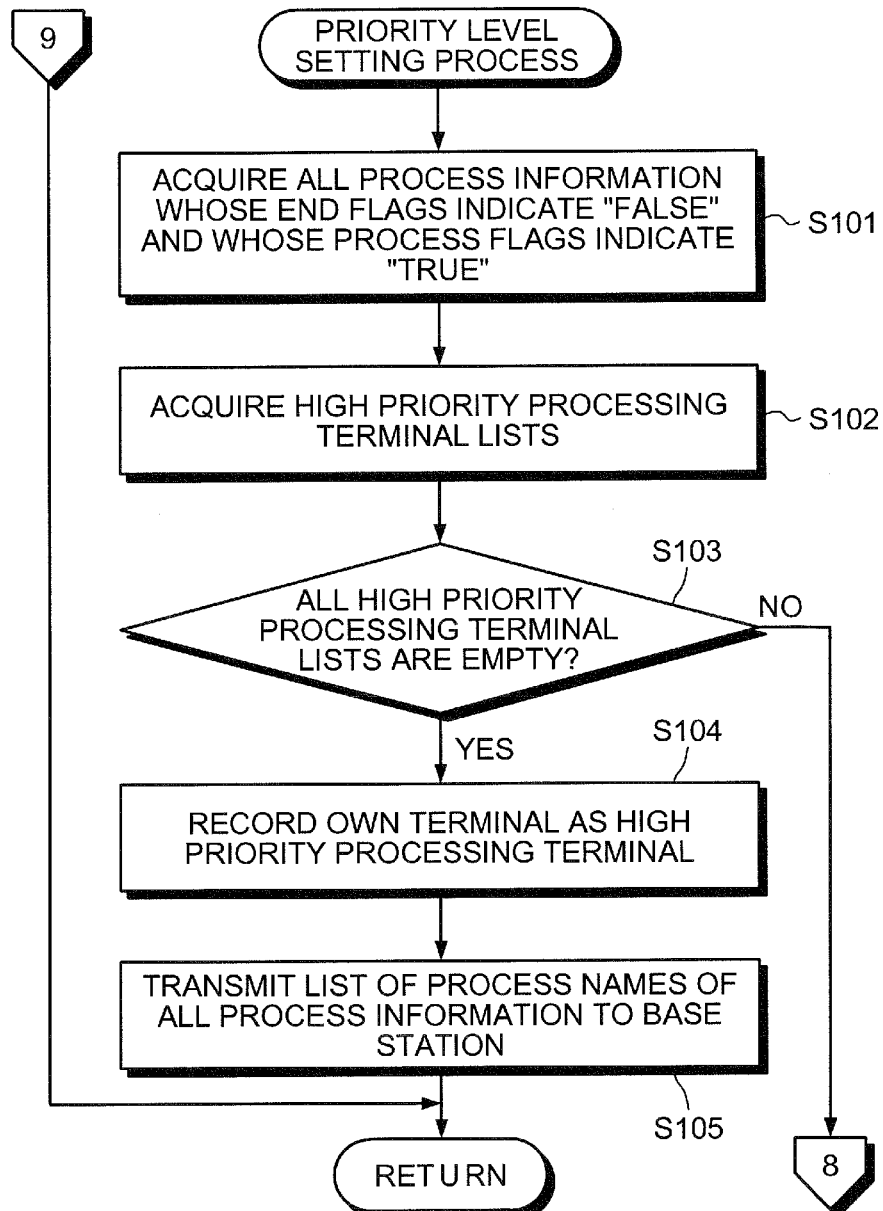 9
PRIORITY LEVEL
SETTING PROCESS
ACQUIRE ALL PROCESS INFORMATION
WHOSE END FLAGS INDICATE "FALSE"
AND WHOSE PROCESS FLAGS INDICATE
"TRUE"
S101
ACQUIRE HIGH PRIORITY PROCESSING
TERMINAL LISTS
S102
S103
ALL HIGH PRIORITY
PROCESSING TERMINAL
LISTS ARE EMPTY?
NO
YES
S104
RECORD OWN TERMINAL AS HIGH
PRIORITY PROCESSING TERMINAL
TRANSMIT LIST OF PROCESS NAMES OF
ALL PROCESS INFORMATION TO BASE
STATION
S105
RETURN
8